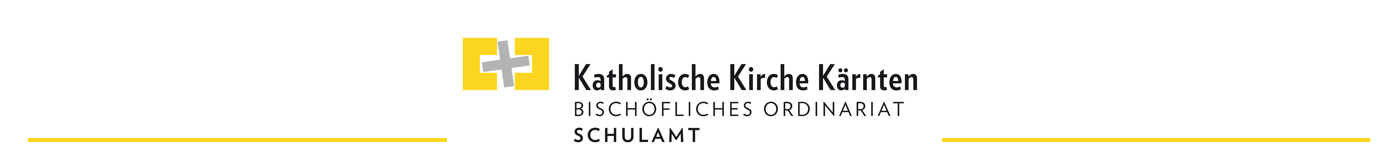 Katholische Kirche Kärnten
BISCHÖFLICHES ORDINARIAT
SCHULAMT